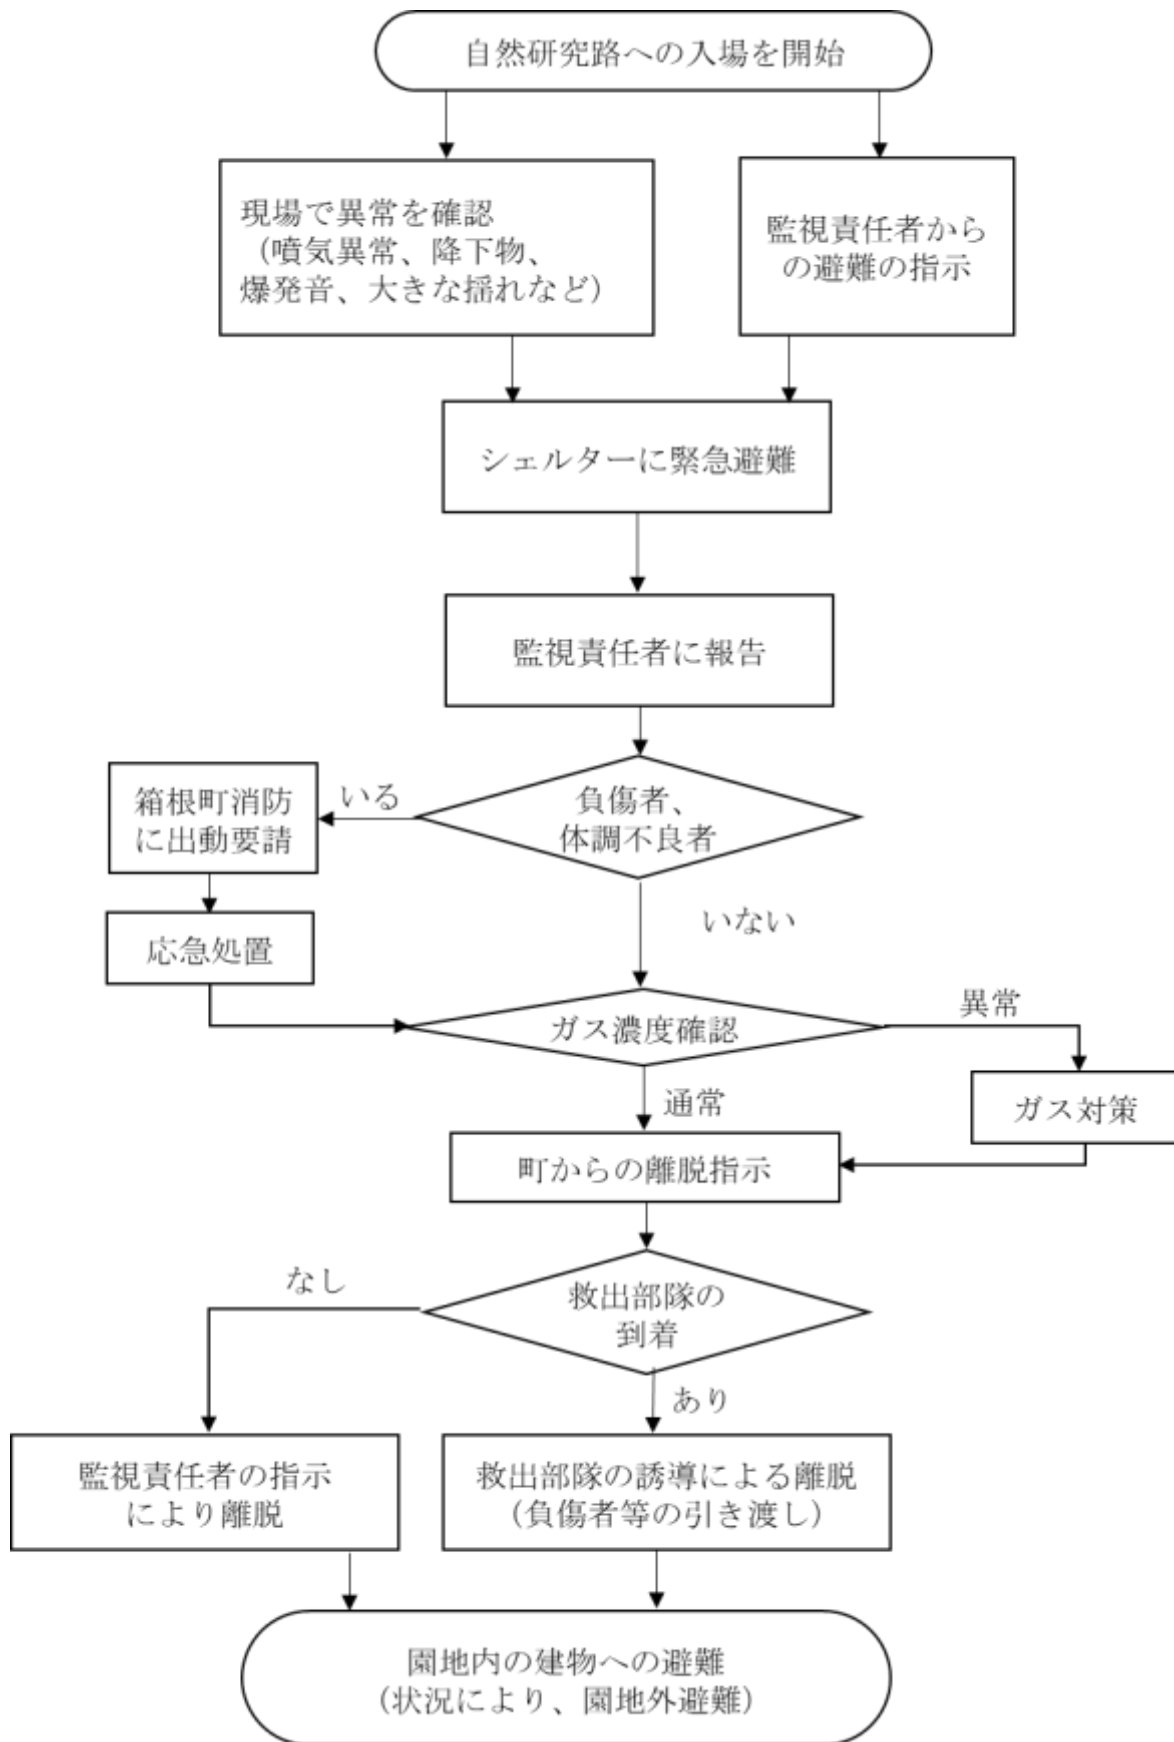 自然研究路への入場を開始
現場で異常を確認
（噴気異常、降下物、
爆発音、大きな揺れなど）
監視責任者から
の避難の指示
シェルターに緊急避難
監視責任者に報告
負傷者、
体調不良者
いる
箱根町消防
に出動要請
応急処置
いない
ガス濃度確認
異常
ガス対策
通常
町からの離脱指示
救出部隊の
到着
なし
あり
監視責任者の指示
により離脱
救出部隊の誘導による離脱
（負傷者等の引き渡し）
園地内の建物への避難
（状況により、園地外避難）